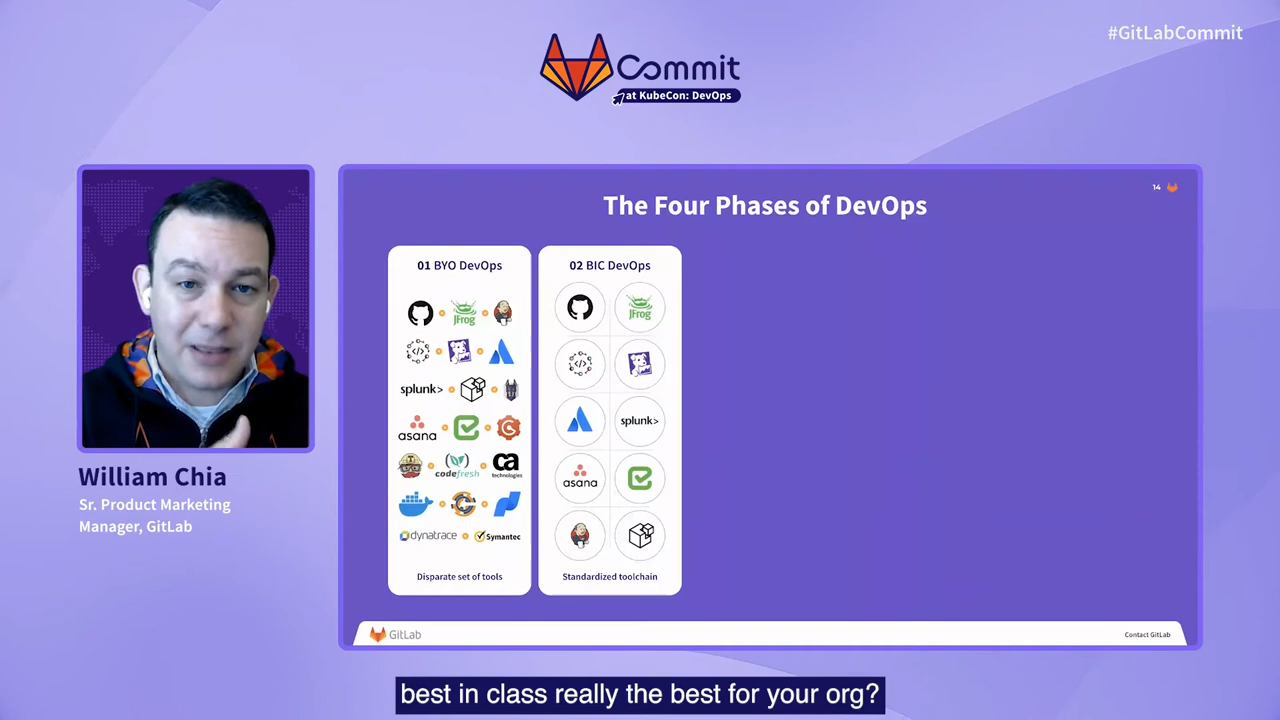 #GitLabCommit
Commit
at KubeCon: DevOps
14
The Four Phases of DevOps
01 BYO DevOps
JFrog
splunk>
asana
codefresh
ca
technologies
dynatrace
Symantec
Disparate set of tools
02 BIC DevOps
JFrog
splunk>
asana
Standardized toolchain
GitLab
Contact GitLab
William Chia
Sr. Product Marketing
Manager, GitLab
best in class really the best for your org?